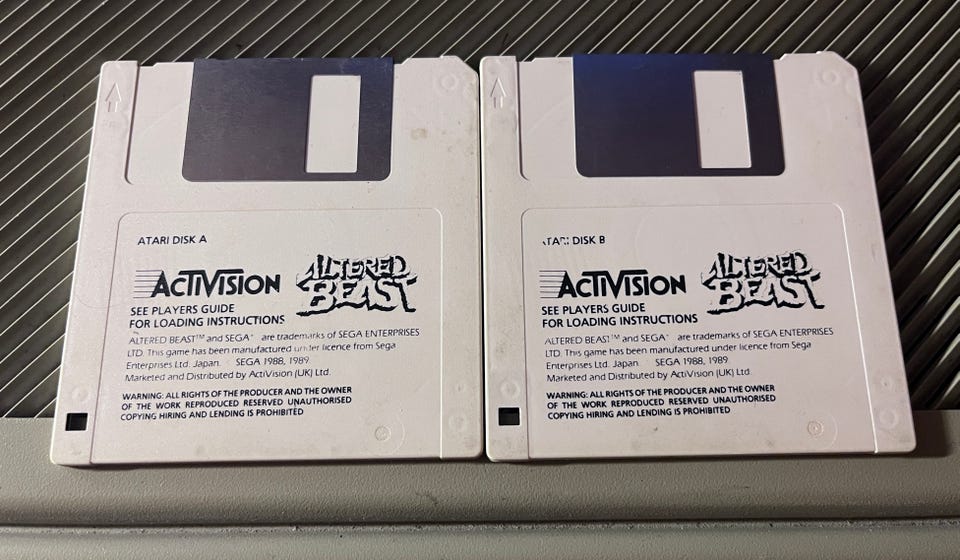 ATARI DISK A
ACTIVISION
ALTERED BEAST
SEE PLAYERS GUIDE
FOR LOADING INSTRUCTIONS
ALTERED BEAST™ and SEGA are trademarks of SEGA ENTERPRISES
LTD. This game has been manufactured under licence from Sega
Enterprises Ltd. Japan. SEGA 1988, 1989.
Marketed and Distributed by ActiVision (UK) Ltd.
WARNING: ALL RIGHTS OF THE PRODUCER AND THE OWNER
OF THE WORK REPRODUCED RESERVED UNAUTHORISED
COPYING HIRING AND LENDING IS PROHIBITED
ATARI DISK B
ACTIVISION
ALTERED BEAST
SEE PLAYERS GUIDE
FOR LOADING INSTRUCTIONS
ALTERED BEAST™ and SEGA are trademarks of SEGA ENTERPRISES
LTD. This game has been manufactured under licence from Sega
Enterprises Ltd. Japan. SEGA 1988, 1989.
Marketed and Distributed by ActiVision (UK) Ltd.
WARNING: ALL RIGHTS OF THE PRODUCER AND THE OWNER
OF THE WORK REPRODUCED RESERVED UNAUTHORISED
COPYING HIRING AND LENDING IS PROHIBITED